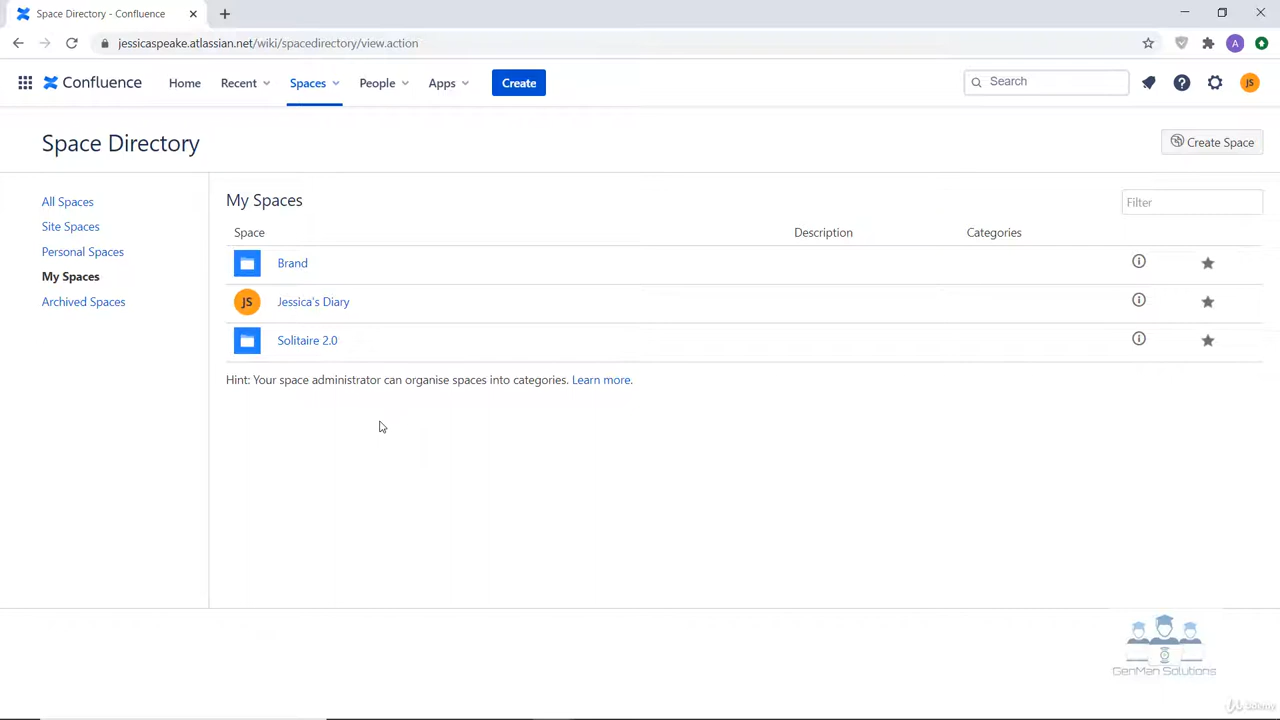 Space Directory - Confluence
jessicaspeake.atlassian.net/wiki/spacedirectory/view.action
A
Confluence
Home
Recent
Spaces
People
Apps
Create
Search
JS
Space Directory
Create Space
All Spaces
Site Spaces
Personal Spaces
My Spaces
Archived Spaces
My Spaces
Filter
Space
Description
Categories
Brand
JS
Jessica's Diary
Solitaire 2.0
Hint: Your space administrator can organise spaces into categories. Learn more.
GenMan Solutions
Udemy